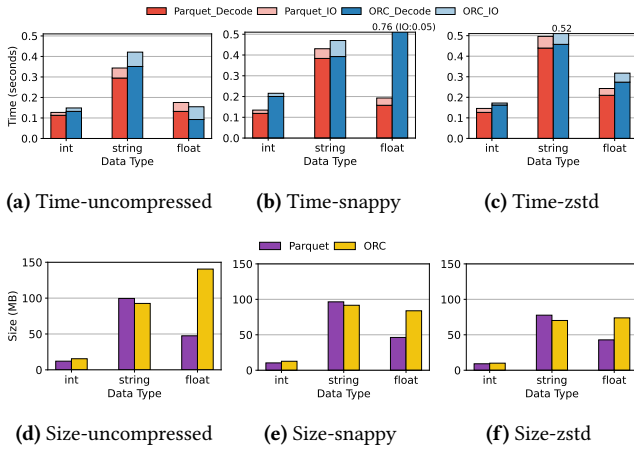 Parquet_Decode Parquet_IO ORC_Decode ORC_IO
0.76 (IO:0.05)
0.52
Time (seconds)
0.5
0.4
0.3
0.2
0.1
0.0
int string float
Data Type
0.5
0.4
0.3
0.2
0.1
0.0
int string float
Data Type
0.5
0.4
0.3
0.2
0.1
0.0
int string float
Data Type
(a) Time-uncompressed (b) Time-snappy (c) Time-zstd
Parquet ORC
Size (MB)
150
100
50
0
int string float
Data Type
150
100
50
0
int string float
Data Type
150
100
50
0
int string float
Data Type
(d) Size-uncompressed (e) Size-snappy (f) Size-zstd